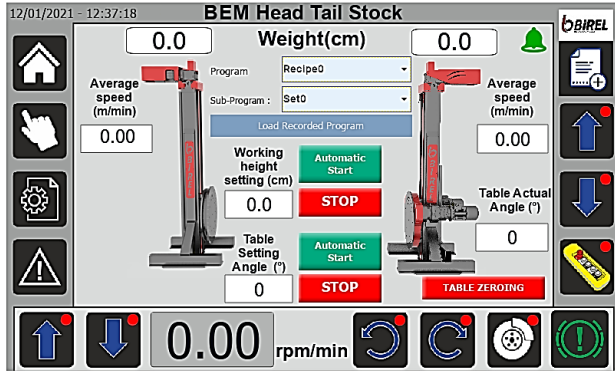 12/01/2021 - 12:37:18
BEM Head Tail Stock
BIREL
0.0
Weight(cm)
0.0
Program
Recipe0
Average
speed
(m/min)
Sub-Program :
Set0
Average
speed
(m/min)
Load Recorded Program
0.00
0.00
Working
height
setting (cm)
Automatic
Start
0.0
STOP
Table Actual
Angle (°)
Table
Setting
Angle (°)
Automatic
Start
0
0
STOP
TABLE ZEROING
0.00
rpm/min